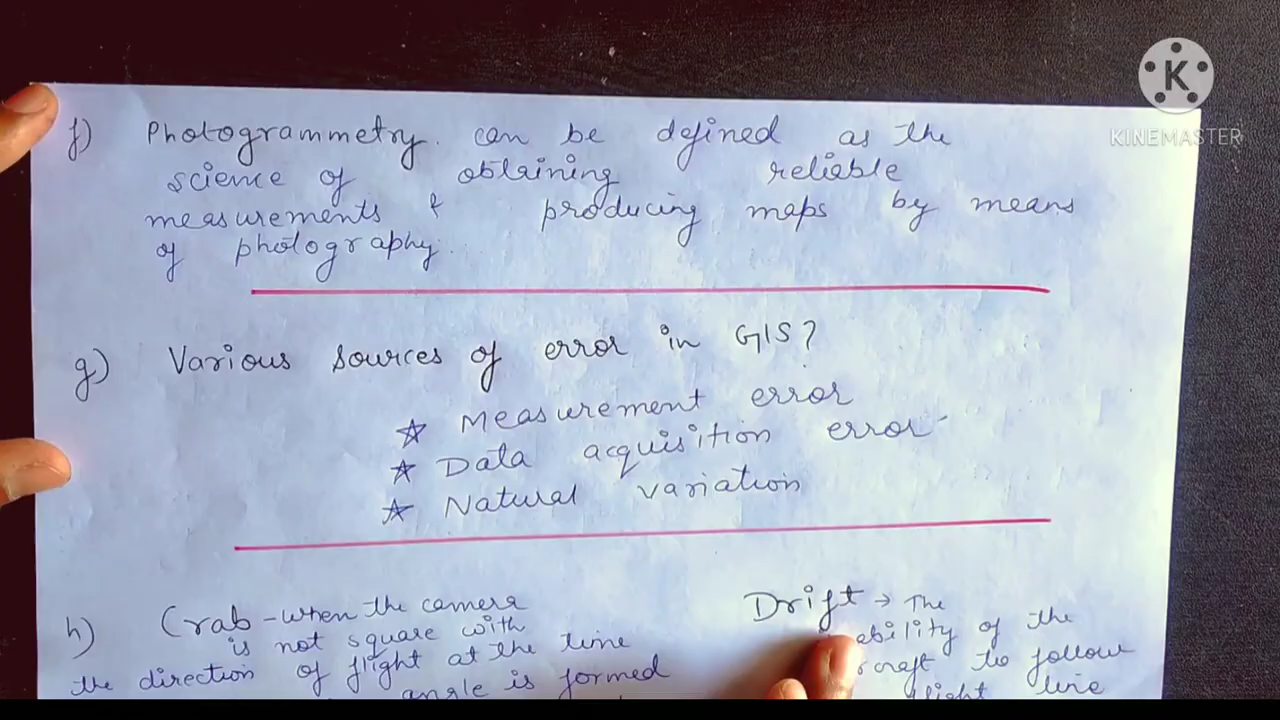 KINEMASTER
f) Photogrammetry can be defined as the
science of obtaining reliable
measurements & producing maps by means
of photography.
g) Various sources of error in GIS?
☆ Measurement error
☆ Data acquisition error
☆ Natural variation
h) Crab - when the camera
is not square with
the direction of flight at the time
angle is formed
Drift → The
ability of the
craft to follow
flight line